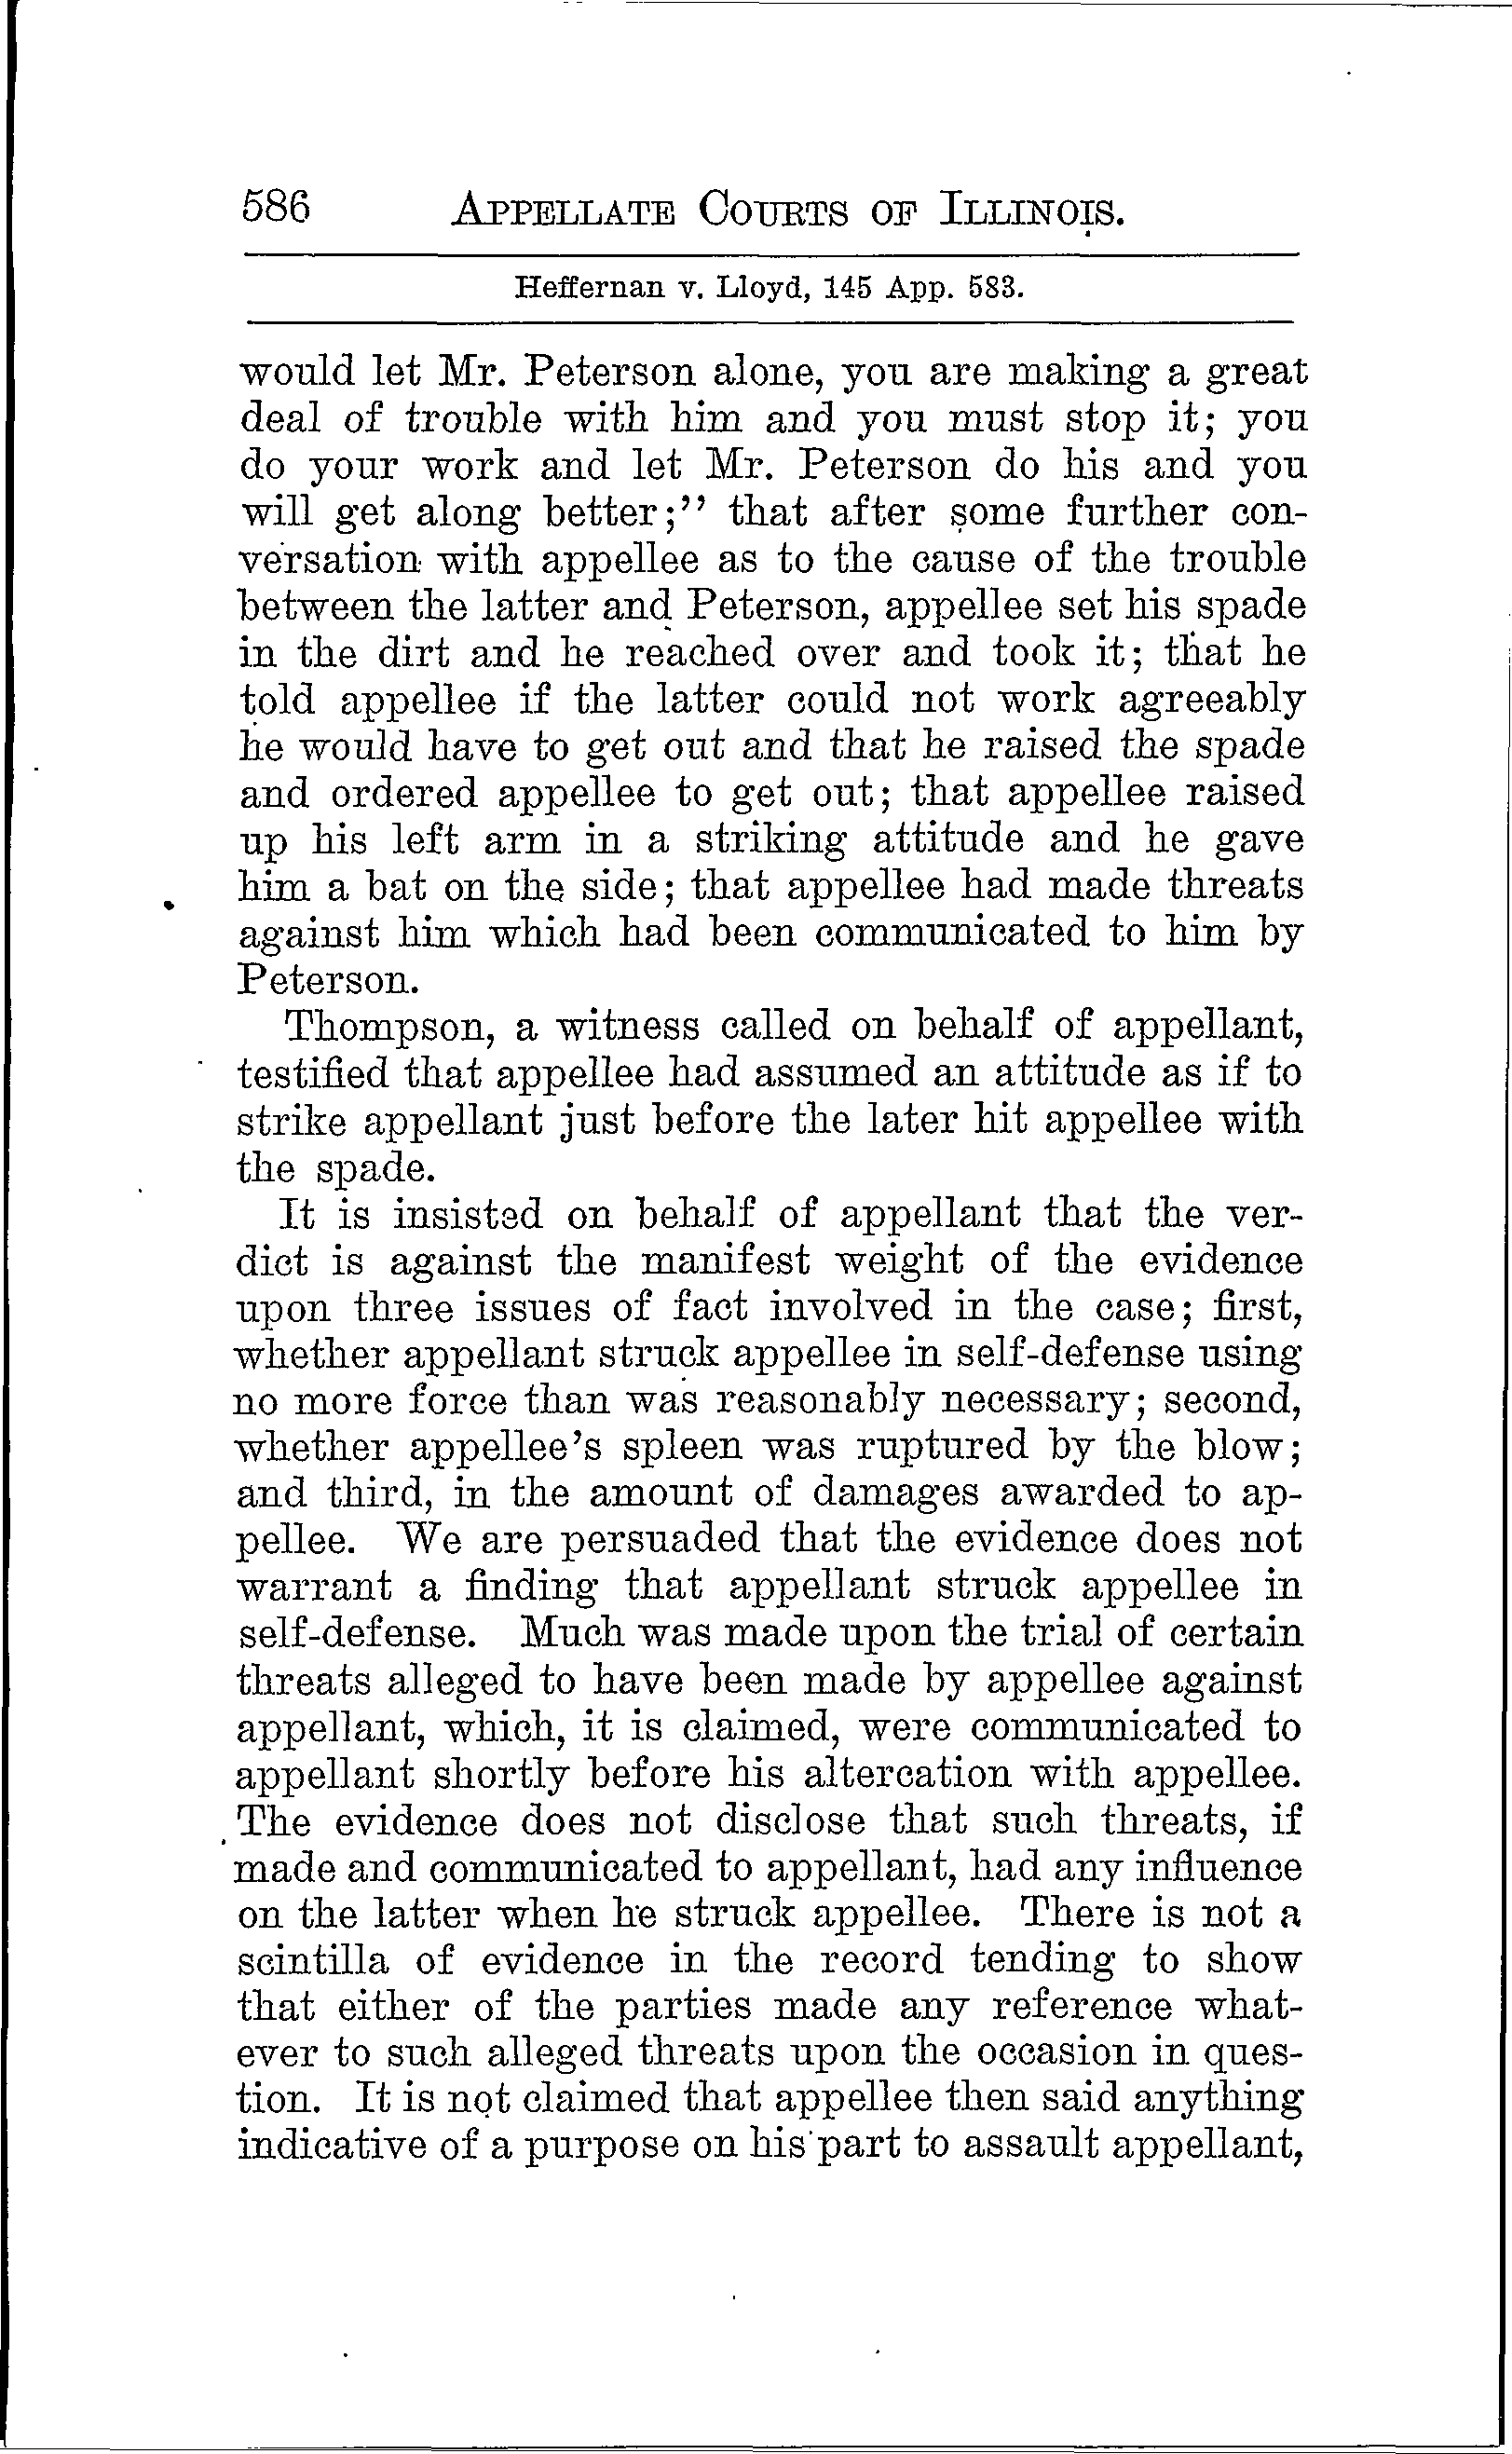 586 APPELLATE COURTS OF ILLINOIS.
Heffernan v. Lloyd, 145 App. 583.
would let Mr. Peterson alone, you are making a great
deal of trouble with him and you must stop it; you
do your work and let Mr. Peterson do his and you
will get along better;'' that after some further con-
versation with appellee as to the cause of the trouble
between the latter and Peterson, appellee set his spade
in the dirt and he reached over and took it; that he
told appellee if the latter could not work agreeably
he would have to get out and that he raised the spade
and ordered appellee to get out; that appellee raised
up his left arm in a striking attitude and he gave
him a bat on the side; that appellee had made threats
against him which had been communicated to him by
Peterson.
Thompson, a witness called on behalf of appellant,
testified that appellee had assumed an attitude as if to
strike appellant just before the later hit appellee with
the spade.
It is insisted on behalf of appellant that the ver-
dict is against the manifest weight of the evidence
upon three issues of fact involved in the case; first,
whether appellant struck appellee in self-defense using
no more force than was reasonably necessary; second,
whether appellee's spleen was ruptured by the blow;
and third, in the amount of damages awarded to ap-
pellee. We are persuaded that the evidence does not
warrant a finding that appellant struck appellee in
self-defense. Much was made upon the trial of certain
threats alleged to have been made by appellee against
appellant, which, it is claimed, were communicated to
appellant shortly before his altercation with appellee.
The evidence does not disclose that such threats, if
made and communicated to appellant, had any influence
on the latter when he struck appellee. There is not a
scintilla of evidence in the record tending to show
that either of the parties made any reference what-
ever to such alleged threats upon the occasion in ques-
tion. It is not claimed that appellee then said anything
indicative of a purpose on his part to assault appellant,